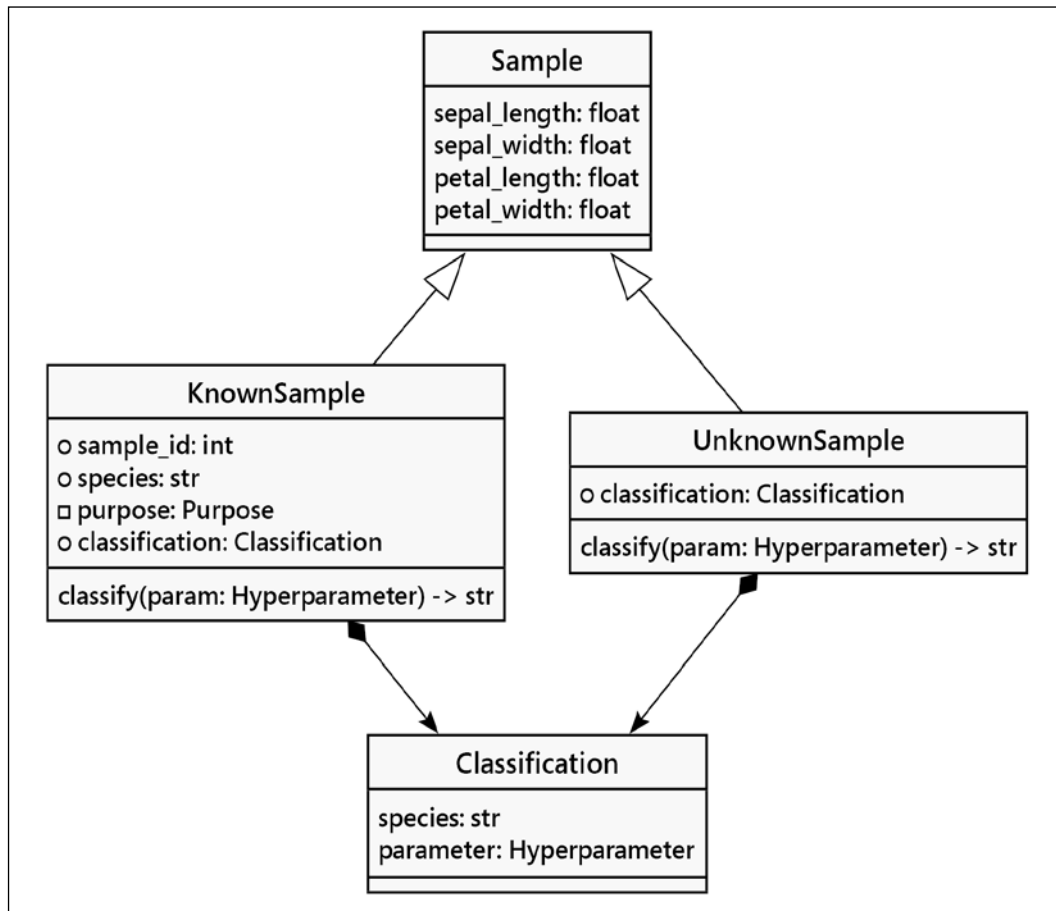 Sample
sepal_length: float
sepal_width: float
petal_length: float
petal_width: float
KnownSample
sample_id: int
species: str
purpose: Purpose
classification: Classification
classify(param: Hyperparameter) -> str
UnknownSample
classification: Classification
classify(param: Hyperparameter) -> str
Classification
species: str
parameter: Hyperparameter